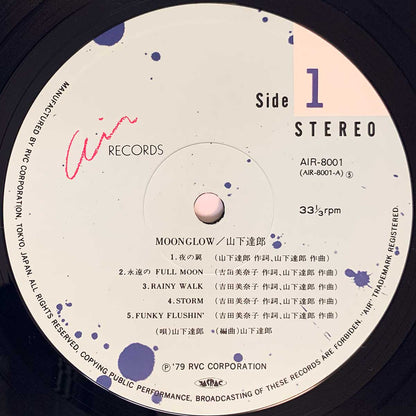 Side 1
STEREO
Air RECORDS
AIR-8001
(AIR-8001-A) Ⓢ
33⅓rpm
MOONGLOW／山下達郎
1.夜の翼 (山下達郎 作詞、山下達郎 作曲)
2.永遠の FULL MOON (吉田美奈子 作詞、山下達郎 作曲)
3.RAINY WALK (吉田美奈子 作詞、山下達郎 作曲)
4.STORM (吉田美奈子 作詞、山下達郎 作曲)
5.FUNKY FLUSHIN' (吉田美奈子 作詞、山下達郎 作曲)
(唄)山下達郎 (編曲)山下達郎
Ⓟ '79 RVC CORPORATION
JASRAC
MANUFACTURED BY RVC CORPORATION, TOKYO, JAPAN. ALL RIGHTS RESERVED. COPYING PUBLIC PERFORMANCE, BROADCASTING OF THESE RECORDS ARE FORBIDDEN. "AIR" TRADEMARK REGISTERED.